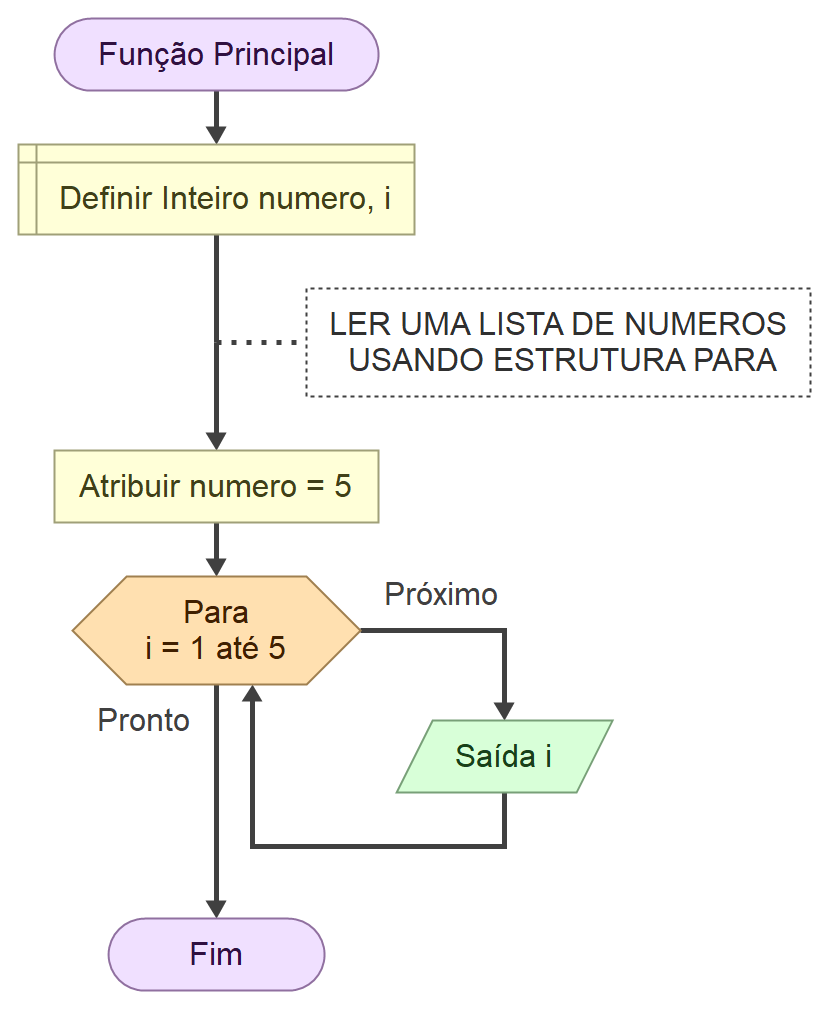 Função Principal
Definir Inteiro numero, i
LER UMA LISTA DE NUMEROS
USANDO ESTRUTURA PARA
Atribuir numero = 5
Para
i = 1 até 5
Próximo
Pronto
Saída i
Fim